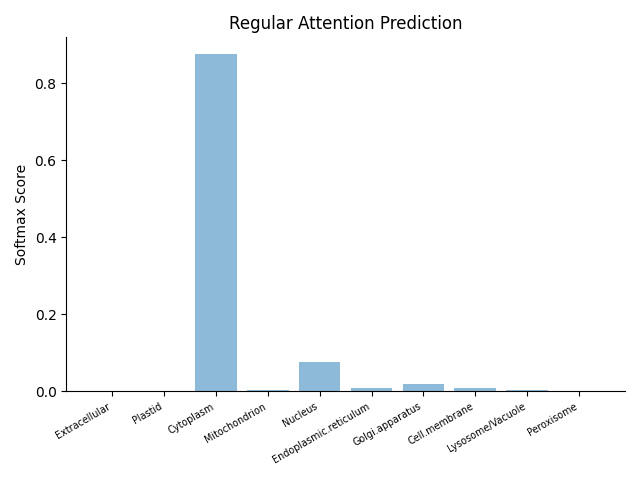 Regular Attention Prediction
Softmax Score
0.8
0.6
0.4
0.2
0.0
Extracellular
Plastid
Cytoplasm
Mitochondrion
Nucleus
Endoplasmic.reticulum
Golgi.apparatus
Cell.membrane
Lysosome/Vacuole
Peroxisome